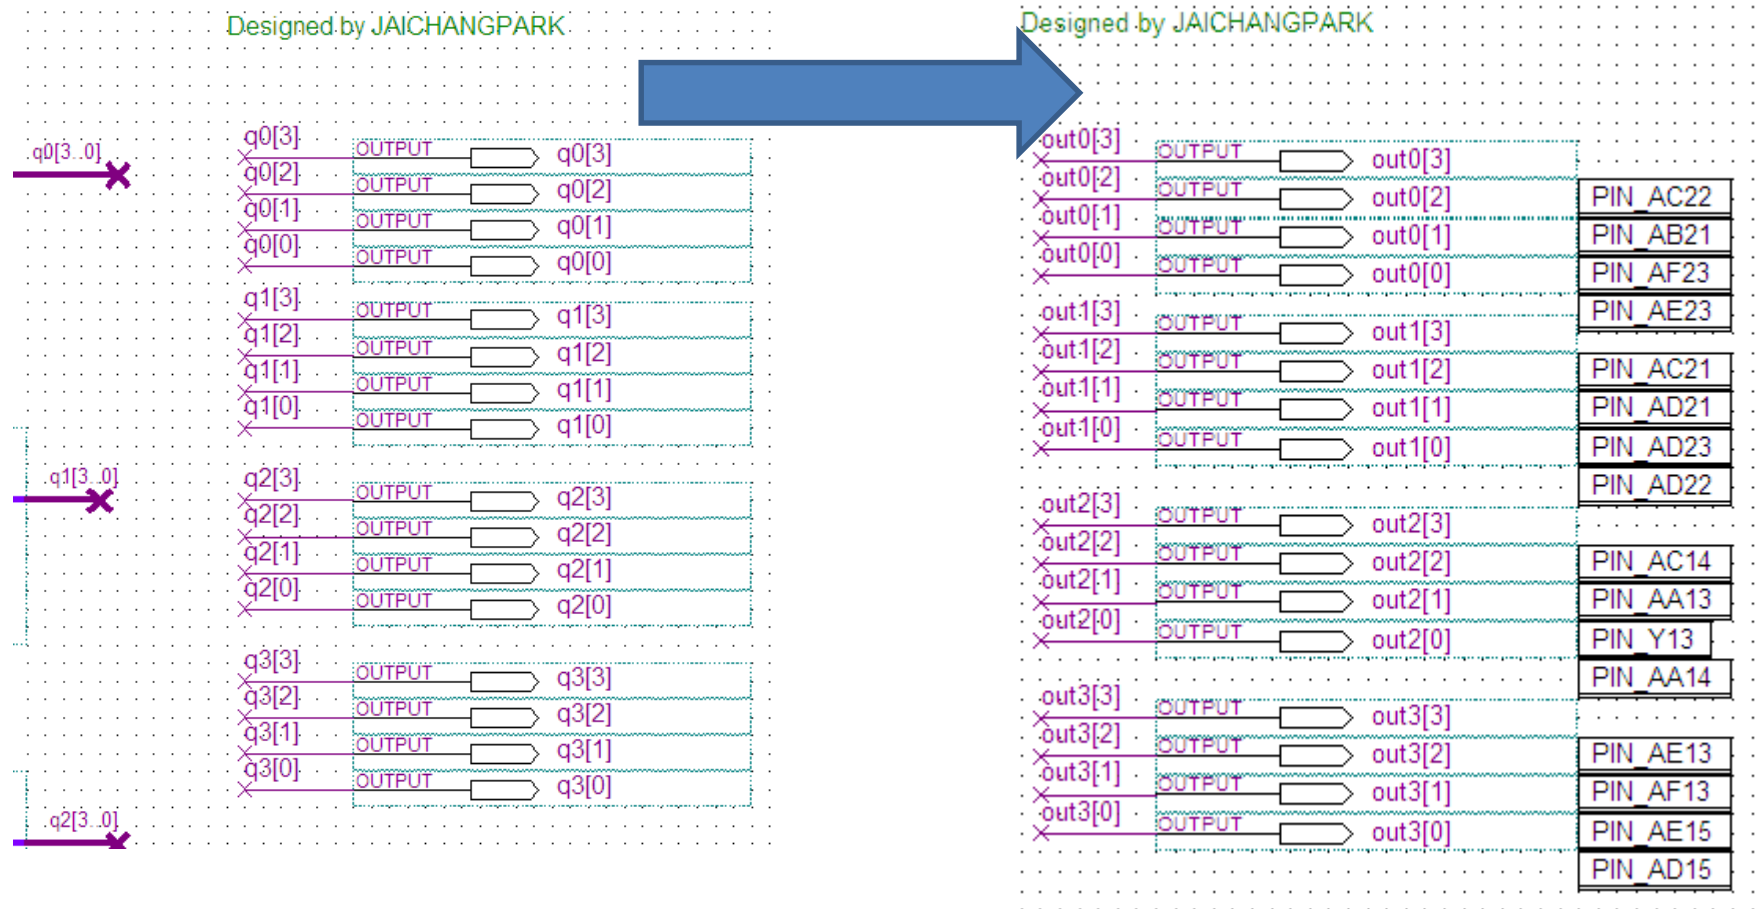 Designed by JAICHANGPARK
q0[3..0]
q0[3]
OUTPUT
q0[3]
q0[2]
OUTPUT
q0[2]
q0[1]
OUTPUT
q0[1]
q0[0]
OUTPUT
q0[0]
q1[3]
OUTPUT
q1[3]
q1[2]
OUTPUT
q1[2]
q1[1]
OUTPUT
q1[1]
q1[0]
OUTPUT
q1[0]
q1[3..0]
q2[3]
OUTPUT
q2[3]
q2[2]
OUTPUT
q2[2]
q2[1]
OUTPUT
q2[1]
q2[0]
OUTPUT
q2[0]
q3[3]
OUTPUT
q3[3]
q3[2]
OUTPUT
q3[2]
q3[1]
OUTPUT
q3[1]
q3[0]
OUTPUT
q3[0]
q2[3..0]
Designed by JAICHANGPARK
out0[3]
OUTPUT
out0[3]
out0[2]
OUTPUT
out0[2]
PIN_AC22
out0[1]
OUTPUT
out0[1]
PIN_AB21
out0[0]
OUTPUT
out0[0]
PIN_AF23
PIN_AE23
out1[3]
OUTPUT
out1[3]
out1[2]
OUTPUT
out1[2]
PIN_AC21
out1[1]
OUTPUT
out1[1]
PIN_AD21
out1[0]
OUTPUT
out1[0]
PIN_AD23
PIN_AD22
out2[3]
OUTPUT
out2[3]
out2[2]
OUTPUT
out2[2]
PIN_AC14
out2[1]
OUTPUT
out2[1]
PIN_AA13
out2[0]
OUTPUT
out2[0]
PIN_Y13
PIN_AA14
out3[3]
OUTPUT
out3[3]
out3[2]
OUTPUT
out3[2]
PIN_AE13
out3[1]
OUTPUT
out3[1]
PIN_AF13
out3[0]
OUTPUT
out3[0]
PIN_AE15
PIN_AD15